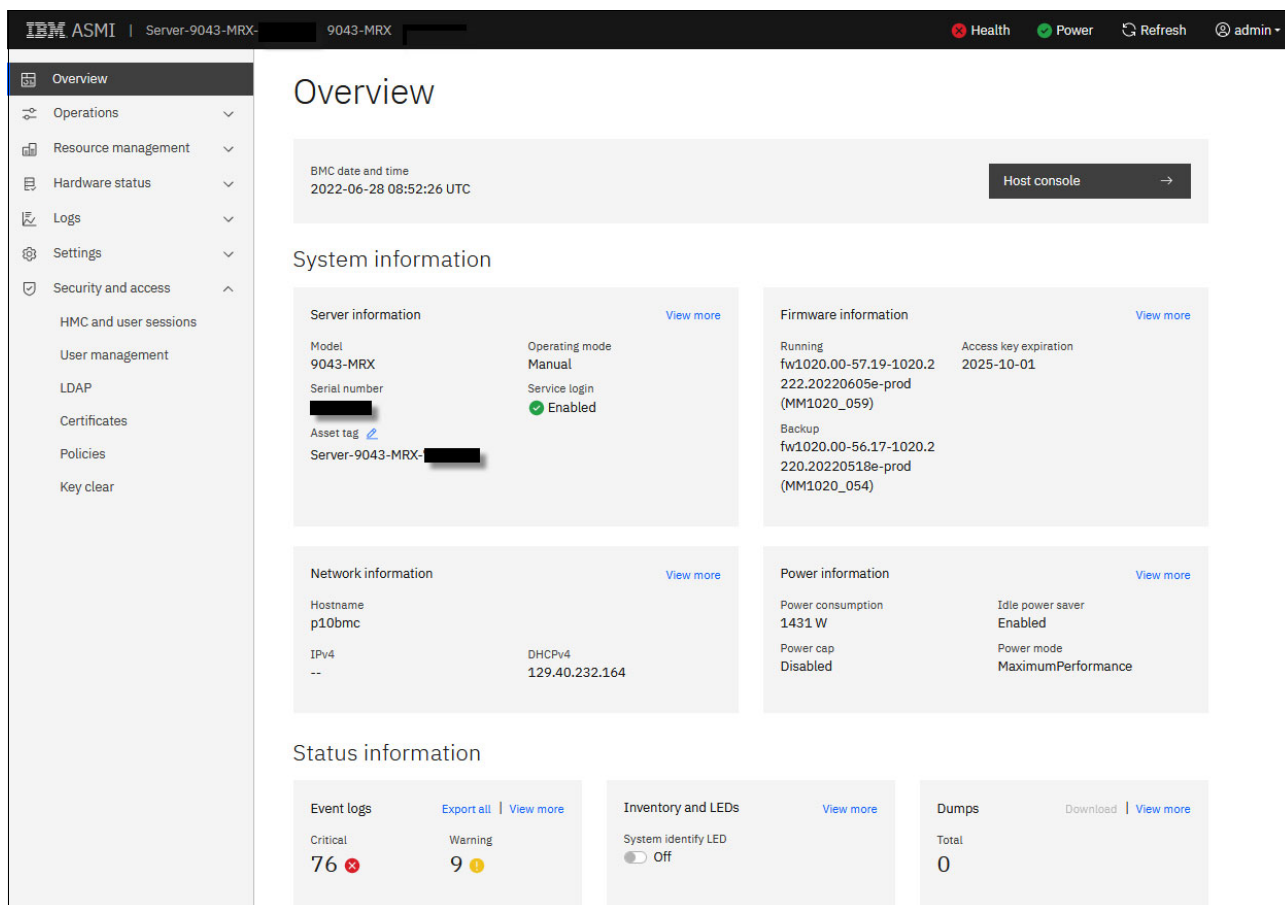 IBM ASMI | Server-9043-MRX- 9043-MRX Health Power Refresh admin
Overview
Operations
Resource management
Hardware status
Logs
Settings
Security and access
HMC and user sessions
User management
LDAP
Certificates
Policies
Key clear
Overview
BMC date and time
2022-06-28 08:52:26 UTC
Host console
System information
Server information View more
Model Operating mode
9043-MRX Manual
Serial number Service login
Enabled
Asset tag
Server-9043-MRX-
Firmware information View more
Running Access key expiration
fw1020.00-57.19-1020.2 2025-10-01
222.20220605e-prod
(MM1020_059)
Backup
fw1020.00-56.17-1020.2
220.20220518e-prod
(MM1020_054)
Network information View more
Hostname
p10bmc
IPv4 DHCPv4
-- 129.40.232.164
Power information View more
Power consumption Idle power saver
1431 W Enabled
Power cap Power mode
Disabled MaximumPerformance
Status information
Event logs Export all | View more
Critical Warning
76 9
Inventory and LEDs View more
System identify LED
Off
Dumps Download | View more
Total
0